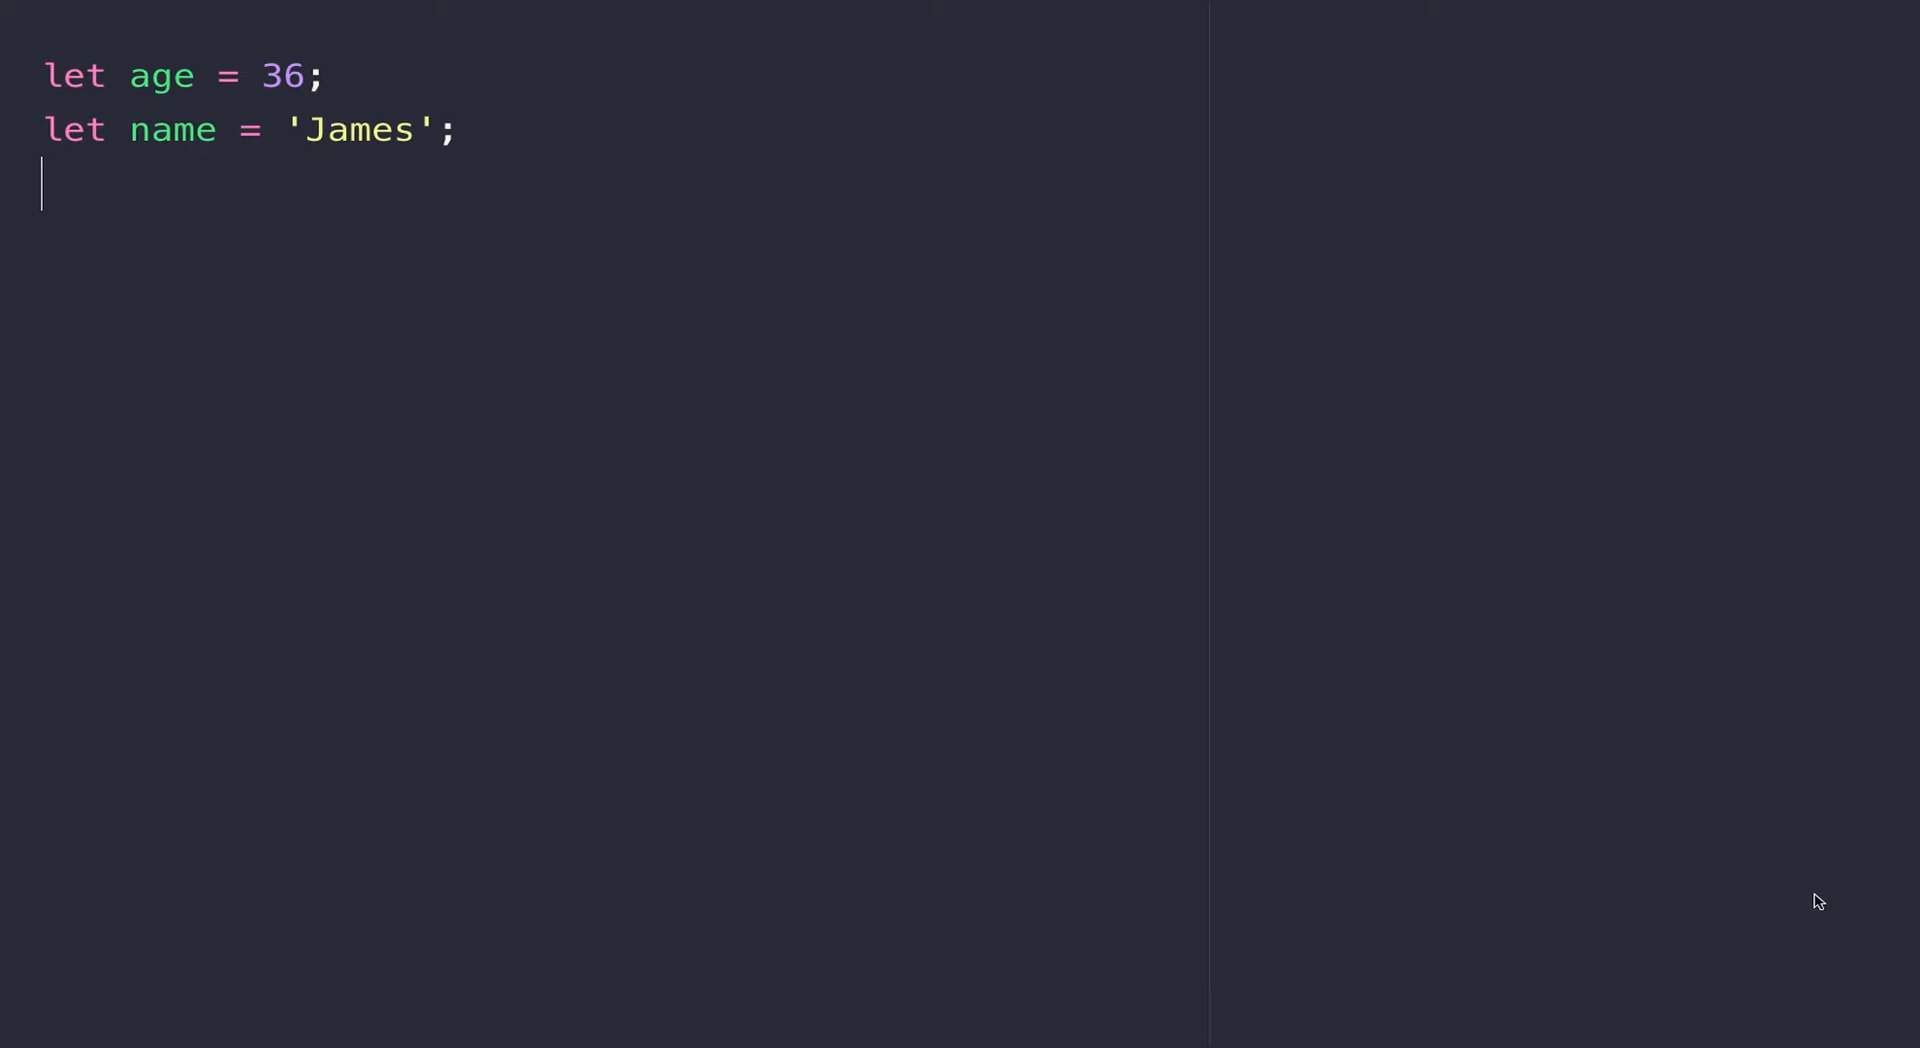 let age = 36;
let name = 'James';